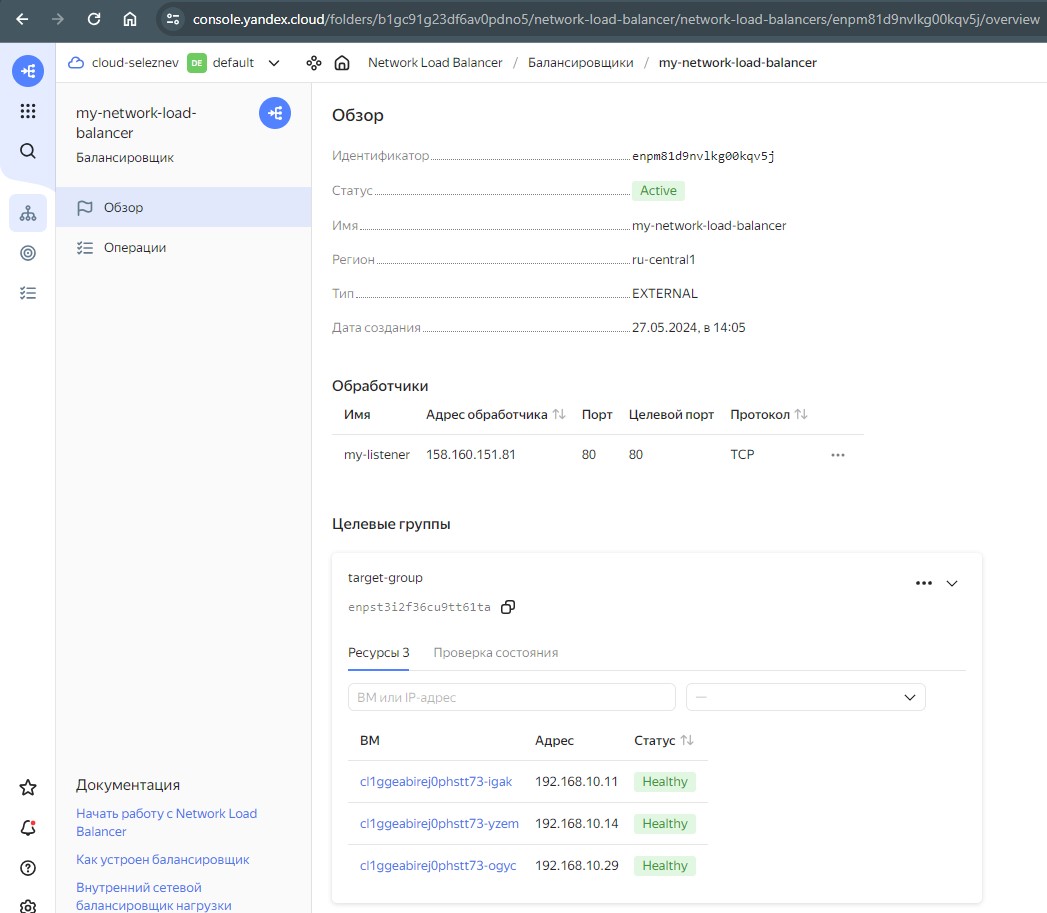 console.yandex.cloud/folders/b1gc91g23df6av0pdno5/network-load-balancer/network-load-balancers/enpm81d9nvlkg00kqv5j/overview
cloud-seleznev DE default Network Load Balancer / Балансировщики / my-network-load-balancer
my-network-load-
balancer
Балансировщик
Обзор
Операции
Документация
Начать работу с Network Load
Balancer
Как устроен балансировщик
Внутренний сетевой
балансировщик нагрузки
Обзор
Идентификатор enpm81d9nvlkg00kqv5j
Статус Active
Имя my-network-load-balancer
Регион ru-central1
Тип EXTERNAL
Дата создания 27.05.2024, в 14:05
Обработчики
Имя Адрес обработчика Порт Целевой порт Протокол
my-listener 158.160.151.81 80 80 TCP
Целевые группы
target-group
enpst3i2f36cu9tt61ta
Ресурсы 3 Проверка состояния
ВМ или IP-адрес —
ВМ Адрес Статус
cl1ggeabirej0phstt73-igak 192.168.10.11 Healthy
cl1ggeabirej0phstt73-yzem 192.168.10.14 Healthy
cl1ggeabirej0phstt73-ogyc 192.168.10.29 Healthy